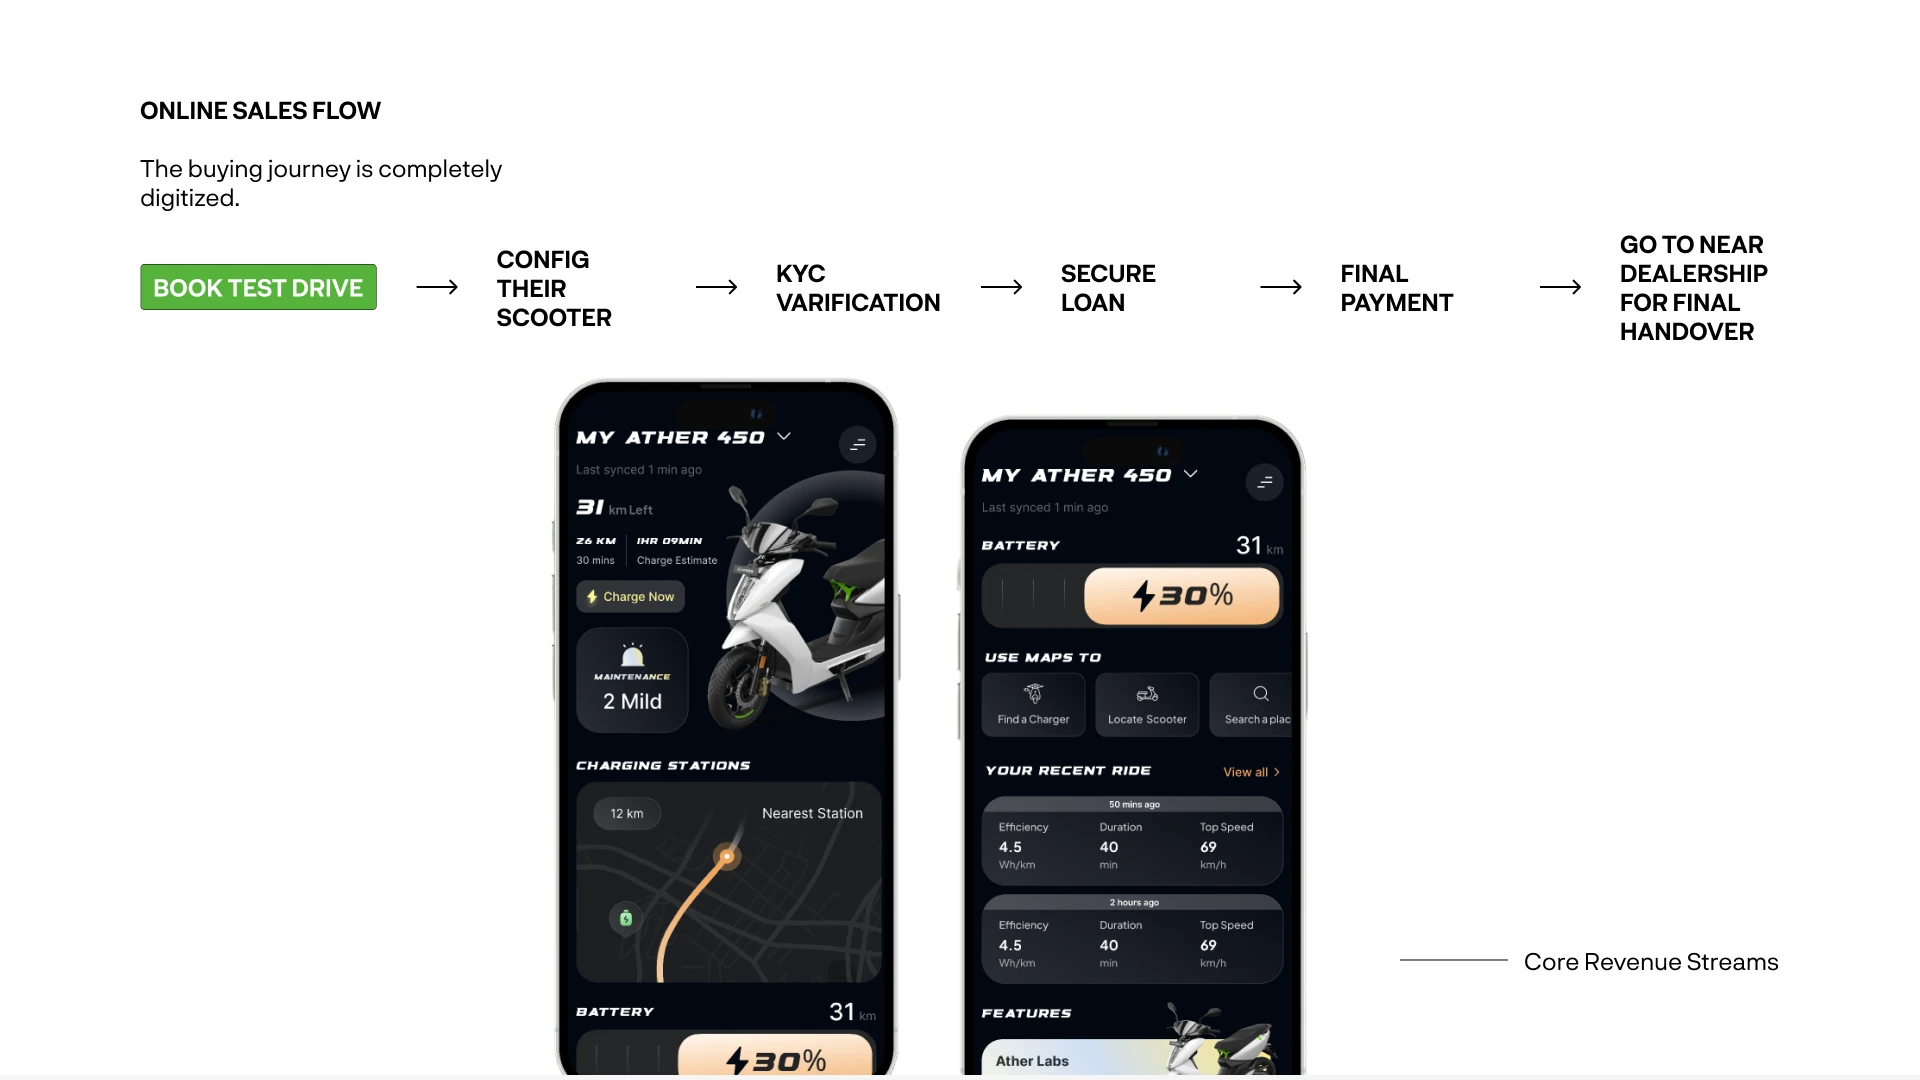 ONLINE SALES FLOW
The buying journey is completely
digitized.
BOOK TEST DRIVE
CONFIG
THEIR
SCOOTER
KYC
VARIFICATION
SECURE
LOAN
FINAL
PAYMENT
GO TO NEAR
DEALERSHIP
FOR FINAL
HANDOVER
MY ATHER 450
Last synced 1 min ago
31 km Left
26 KM
30 mins
1HR 09MIN
Charge Estimate
Charge Now
MAINTENANCE
2 Mild
CHARGING STATIONS
12 km
Nearest Station
BATTERY
31 km
30%
MY ATHER 450
Last synced 1 min ago
BATTERY
31 km
30%
USE MAPS TO
Find a Charger
Locate Scooter
Search a plac
YOUR RECENT RIDE
View all >
50 mins ago
Efficiency
4.5
Wh/km
Duration
40
min
Top Speed
69
km/h
2 hours ago
Efficiency
4.5
Wh/km
Duration
40
min
Top Speed
69
km/h
FEATURES
Ather Labs
Core Revenue Streams